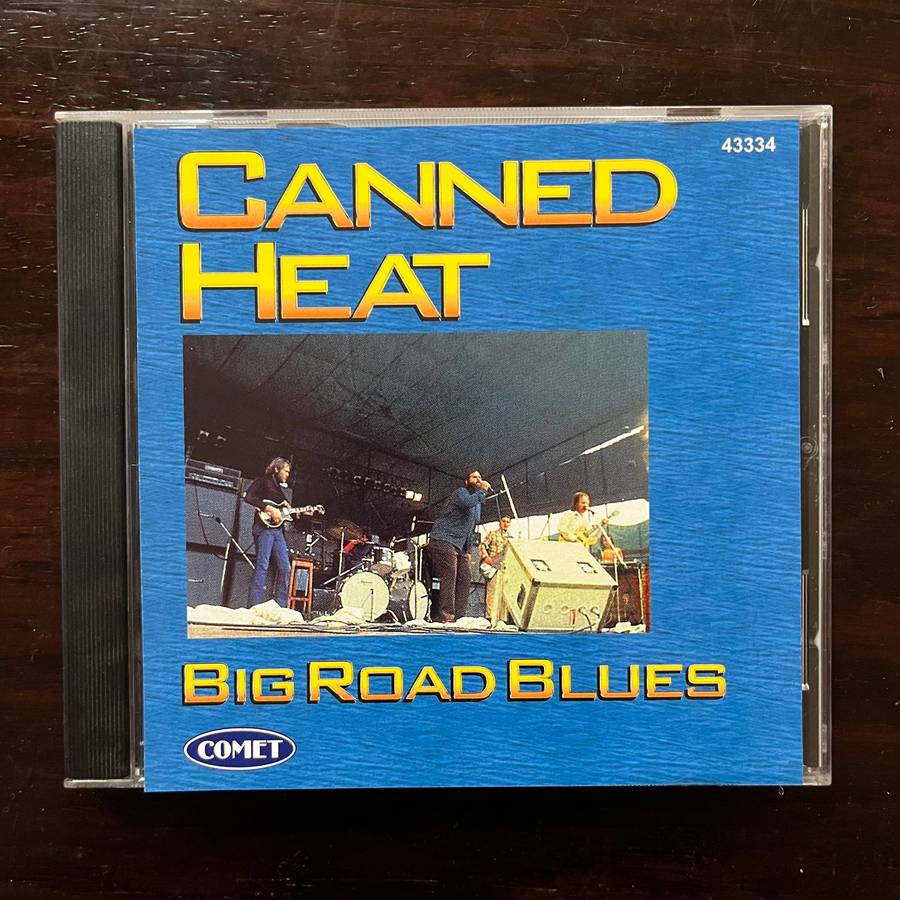 43334
CANNED
HEAT
BIG ROAD BLUES
COMET